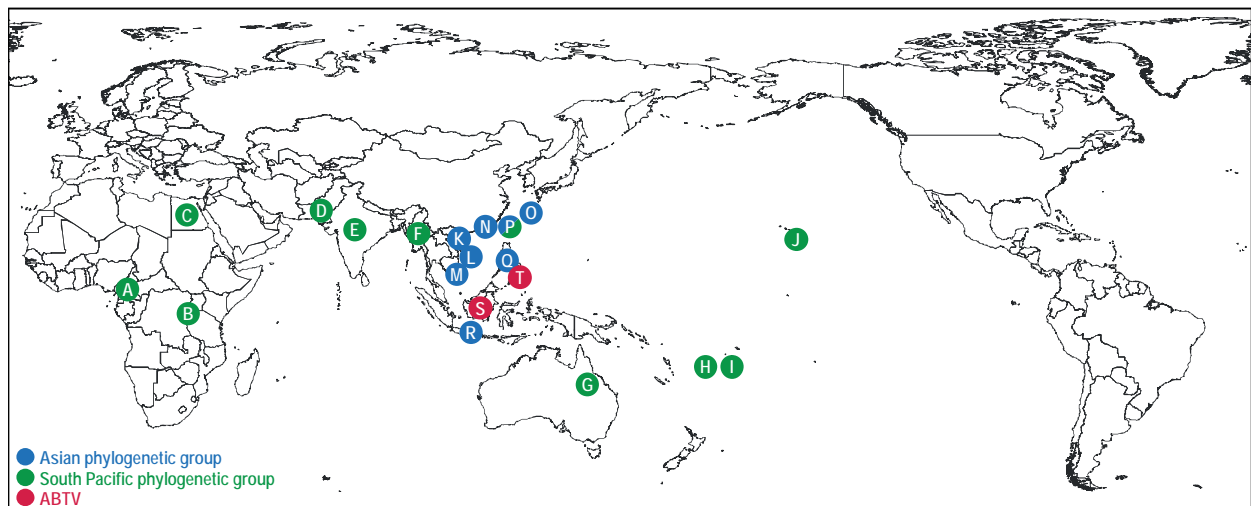 C
D
O
E
F
K
N
P
J
L
Q
M
T
A
B
S
R
H
I
G
Asian phylogenetic group
South Pacific phylogenetic group
ABTV